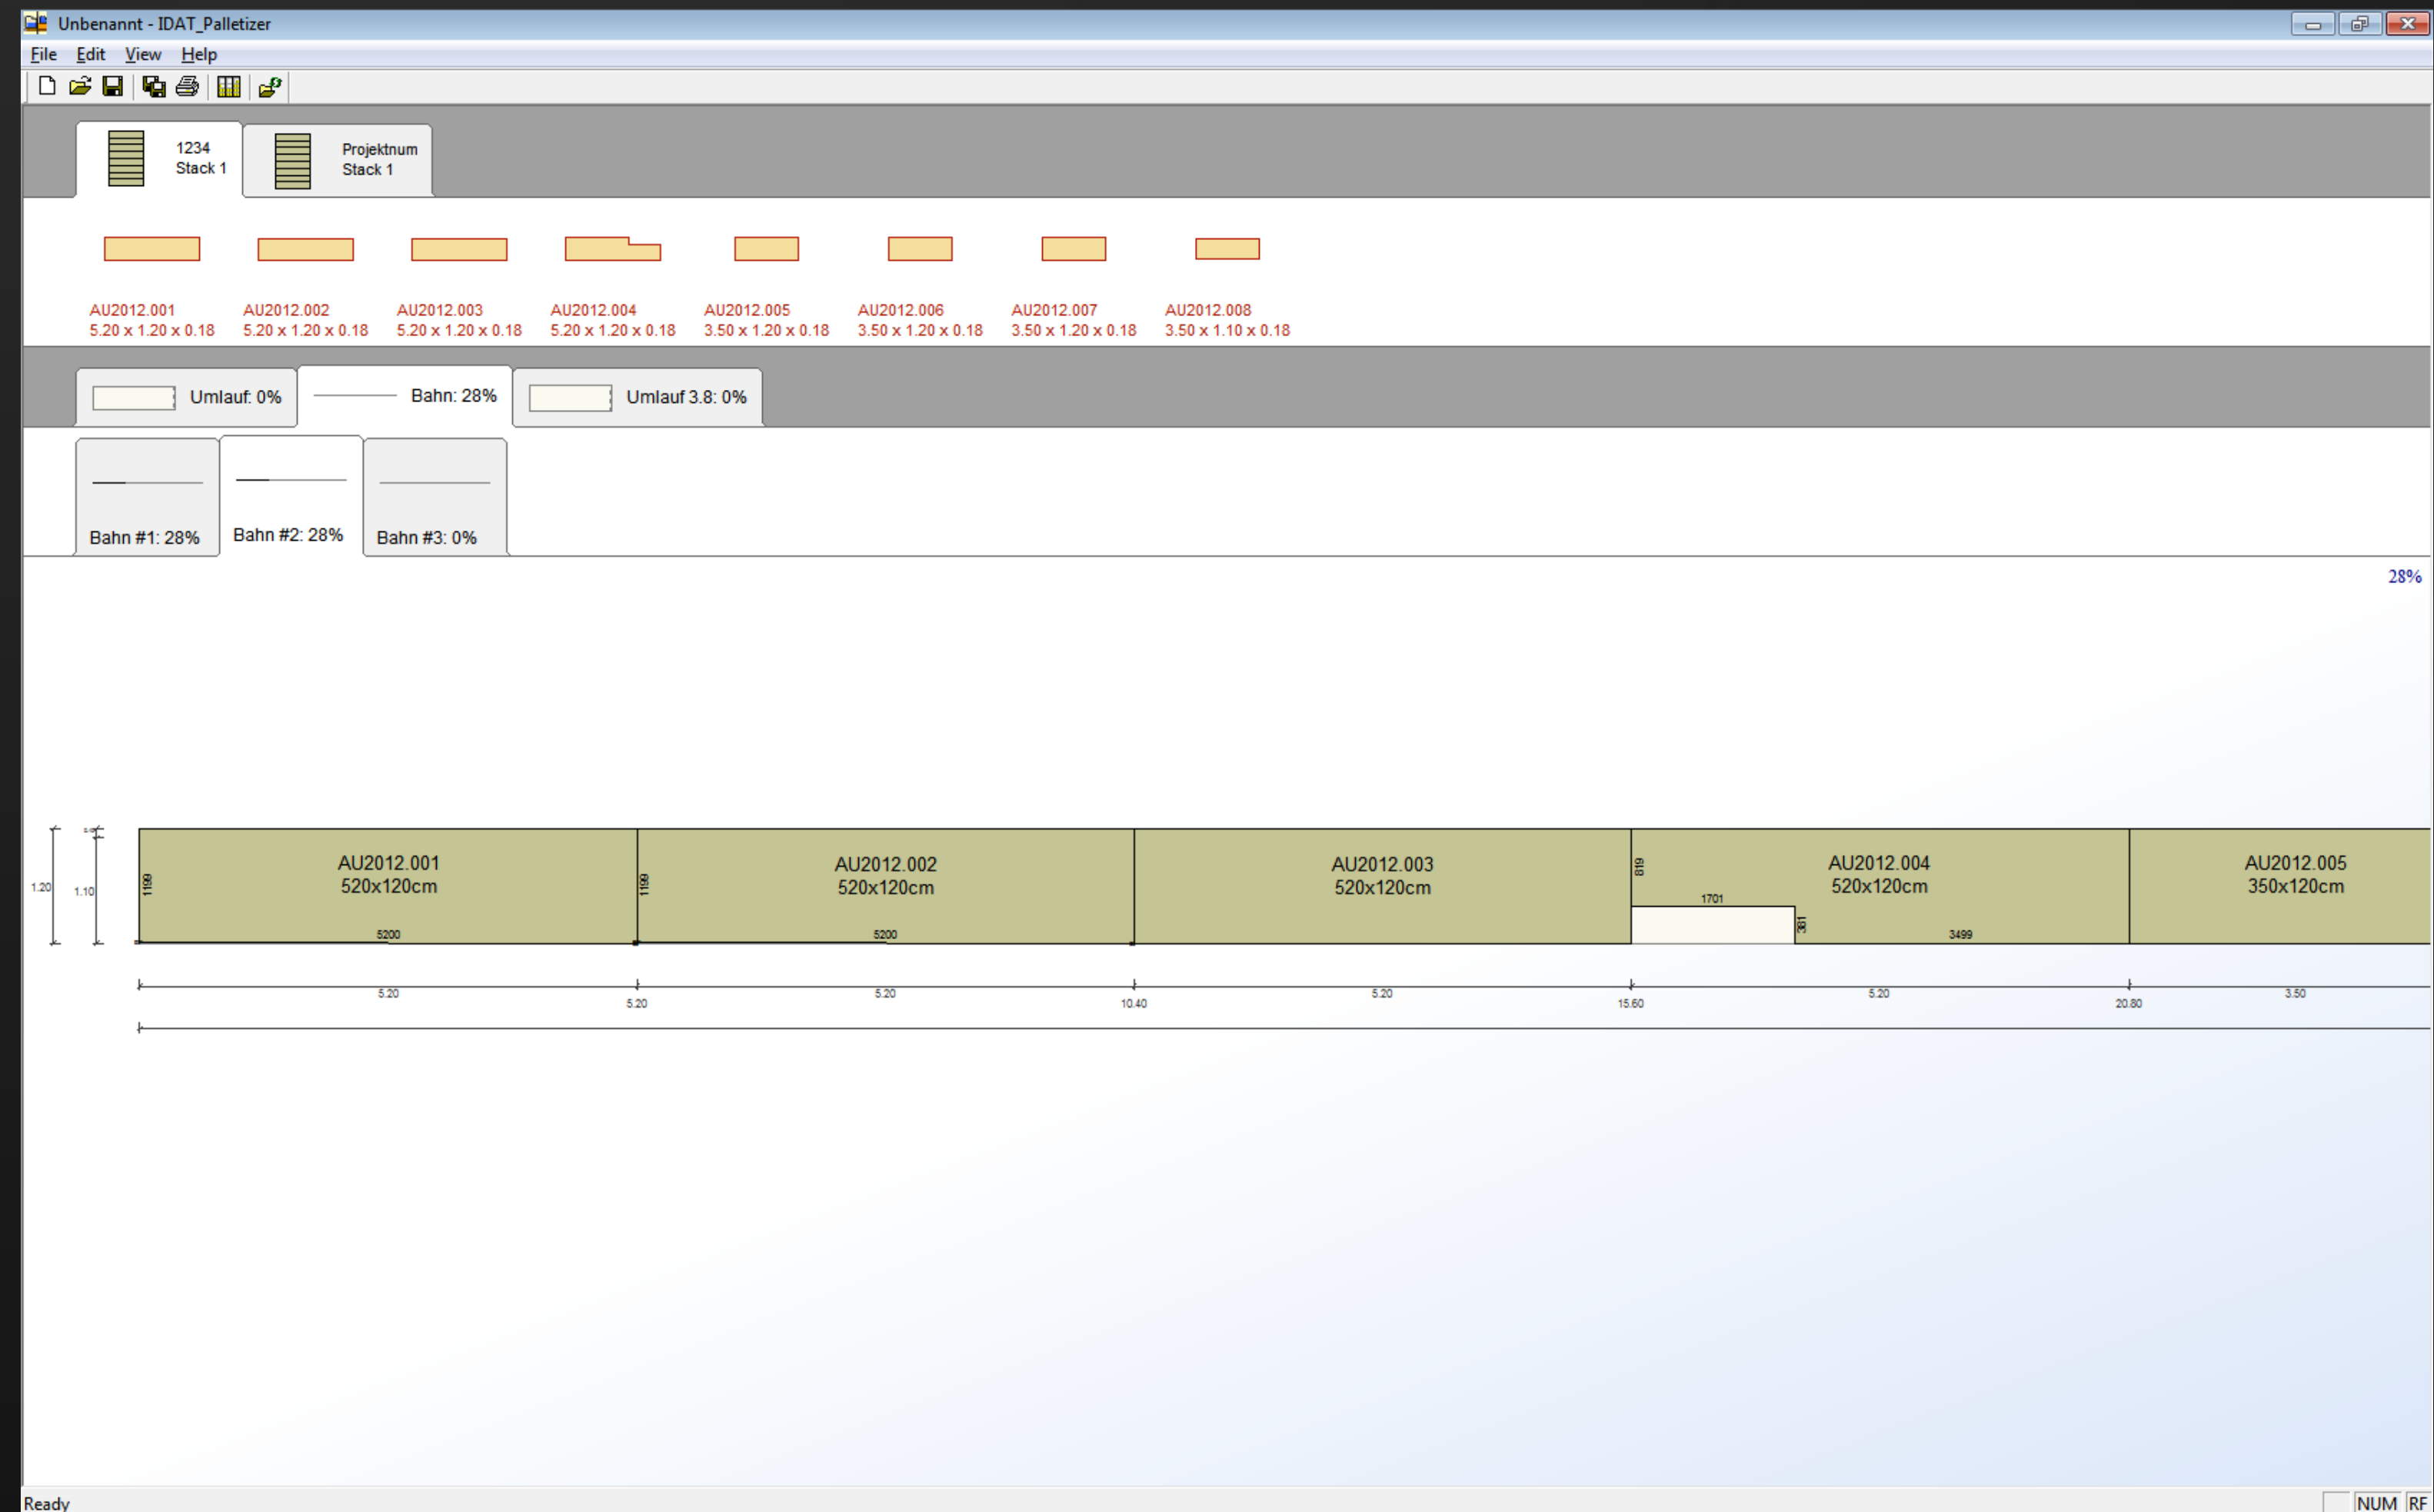 Unbenannt - IDAT_Palletizer
File Edit View Help
1234
Stack 1
Projektnum
Stack 1
AU2012.001
5.20 x 1.20 x 0.18
AU2012.002
5.20 x 1.20 x 0.18
AU2012.003
5.20 x 1.20 x 0.18
AU2012.004
5.20 x 1.20 x 0.18
AU2012.005
3.50 x 1.20 x 0.18
AU2012.006
3.50 x 1.20 x 0.18
AU2012.007
3.50 x 1.20 x 0.18
AU2012.008
3.50 x 1.10 x 0.18
Umlauf: 0%
Bahn: 28%
Umlauf 3.8: 0%
Bahn #1: 28%
Bahn #2: 28%
Bahn #3: 0%
28%
1.20
1.10
1199
AU2012.001
520x120cm
5200
1199
AU2012.002
520x120cm
5200
AU2012.003
520x120cm
819
AU2012.004
520x120cm
1701
361
3499
AU2012.005
350x120cm
5.20
5.20
5.20
5.20
3.50
5.20
10.40
15.60
20.80
Ready
NUM
RF